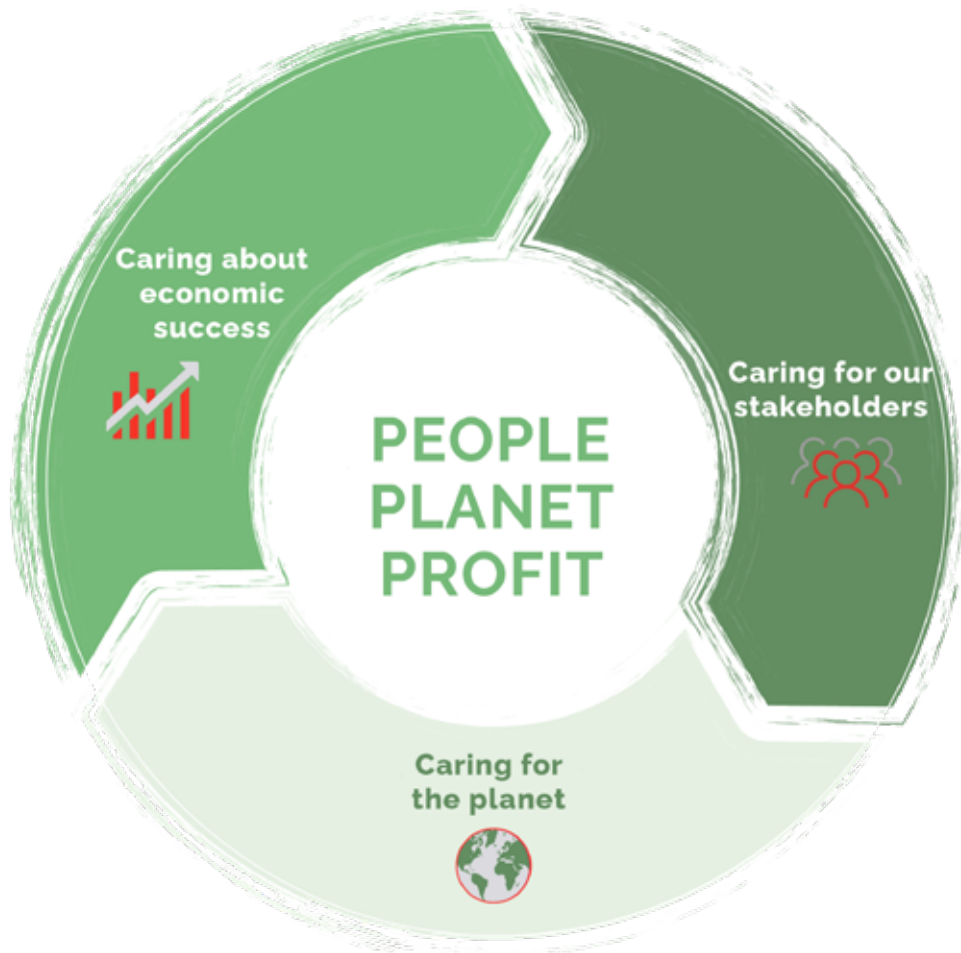 Caring about
economic
success
Caring for our
stakeholders
PEOPLE
PLANET
PROFIT
Caring for
the planet